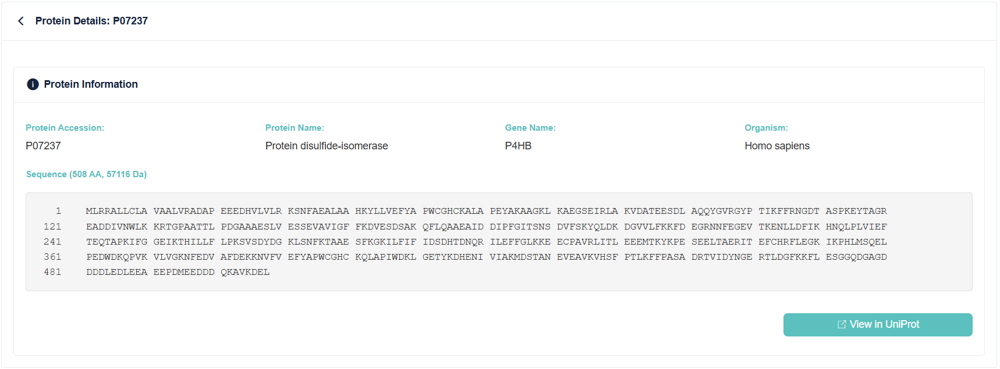 Protein Details: P07237
Protein Information
Protein Accession: Protein Name: Gene Name: Organism:
P07237 Protein disulfide-isomerase P4HB Homo sapiens
Sequence (508 AA, 57116 Da)
1 MLRRALLCLA VAALVRADAP EEEDHVLVLR KSNFAEALAA HKYLLVEFYA PWCGHCKALA PEYAKAAGKL KAEGSEIRLA KVDATEESDL AQQYGVRGYP TIKFFRNGDT ASPKEYTAGR
121 EADDIVNWLK KRTGPAATTL PDGAAAESLV ESSEVAVIGF FKDVESDSAK QFLQAAEAID DIPFGITSNS DVFSKYQLDK DGVVLFKKFD EGRNNFEGEV TKENLLDFIK HNQLPLVIEF
241 TEQTAPKIFG GEIKTHILLF LPKSVSDYDG KLSNFKTAAE SFKGKILFIF IDSDHTDNQR ILEFFGLKKE ECPAVRLITL EEEMTKYKPE SEELTAERIT EFCHRFLEGK IKPHLMSQEL
361 PEDWDKQPVK VLVGKNFEDV AFDEKKNVFV EFYAPWCGHC KQLAPIWDKL GETYKDHENI VIAKMDSTAN EVEAVKVHSF PTLKFFPASA DRTVIDYNGE RTLDGFKKFL ESGGQDGAGD
481 DDDLEDLEEA EEPDMEEDDD QKAVKDEL
View in UniProt